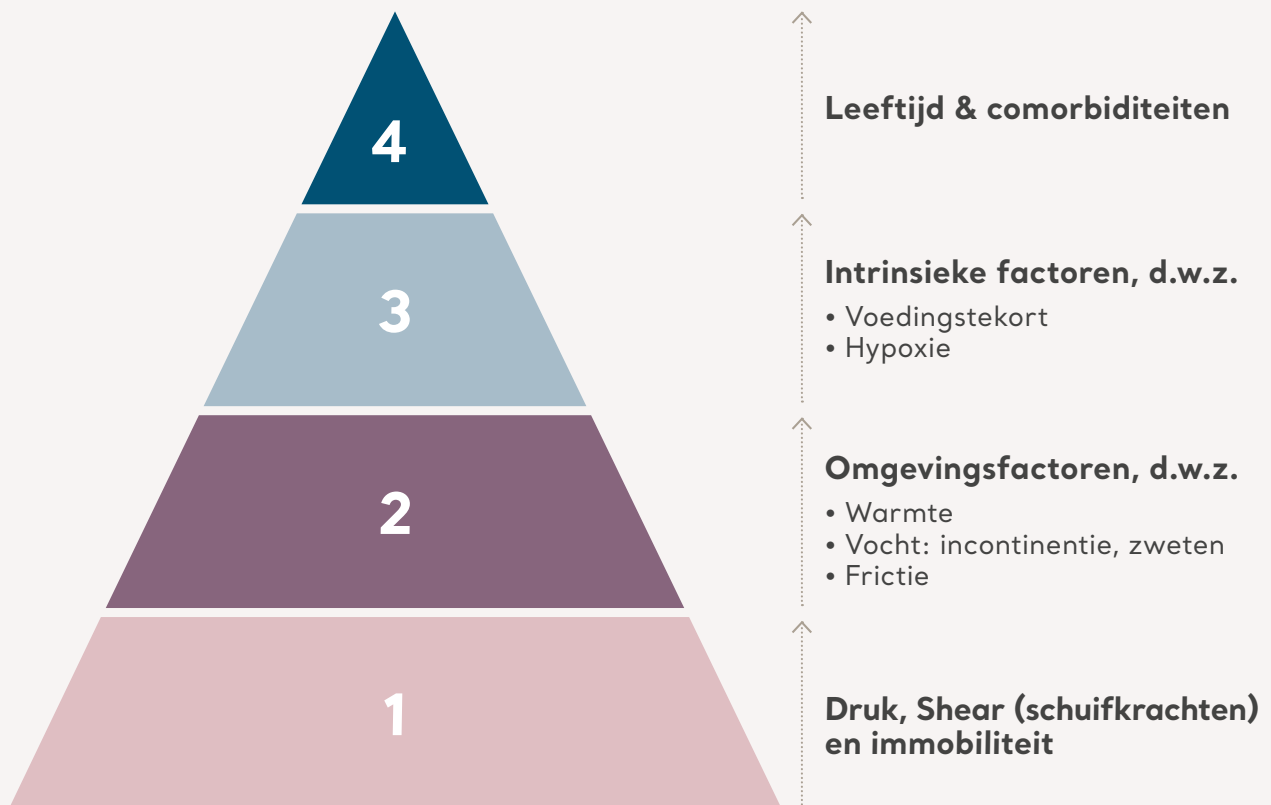 4
Leeftijd & comorbiditeiten
3
Intrinsieke factoren, d.w.z.
• Voedingstekort
• Hypoxie
2
Omgevingsfactoren, d.w.z.
• Warmte
• Vocht: incontinentie, zweten
• Frictie
1
Druk, Shear (schuifkrachten)
en immobiliteit